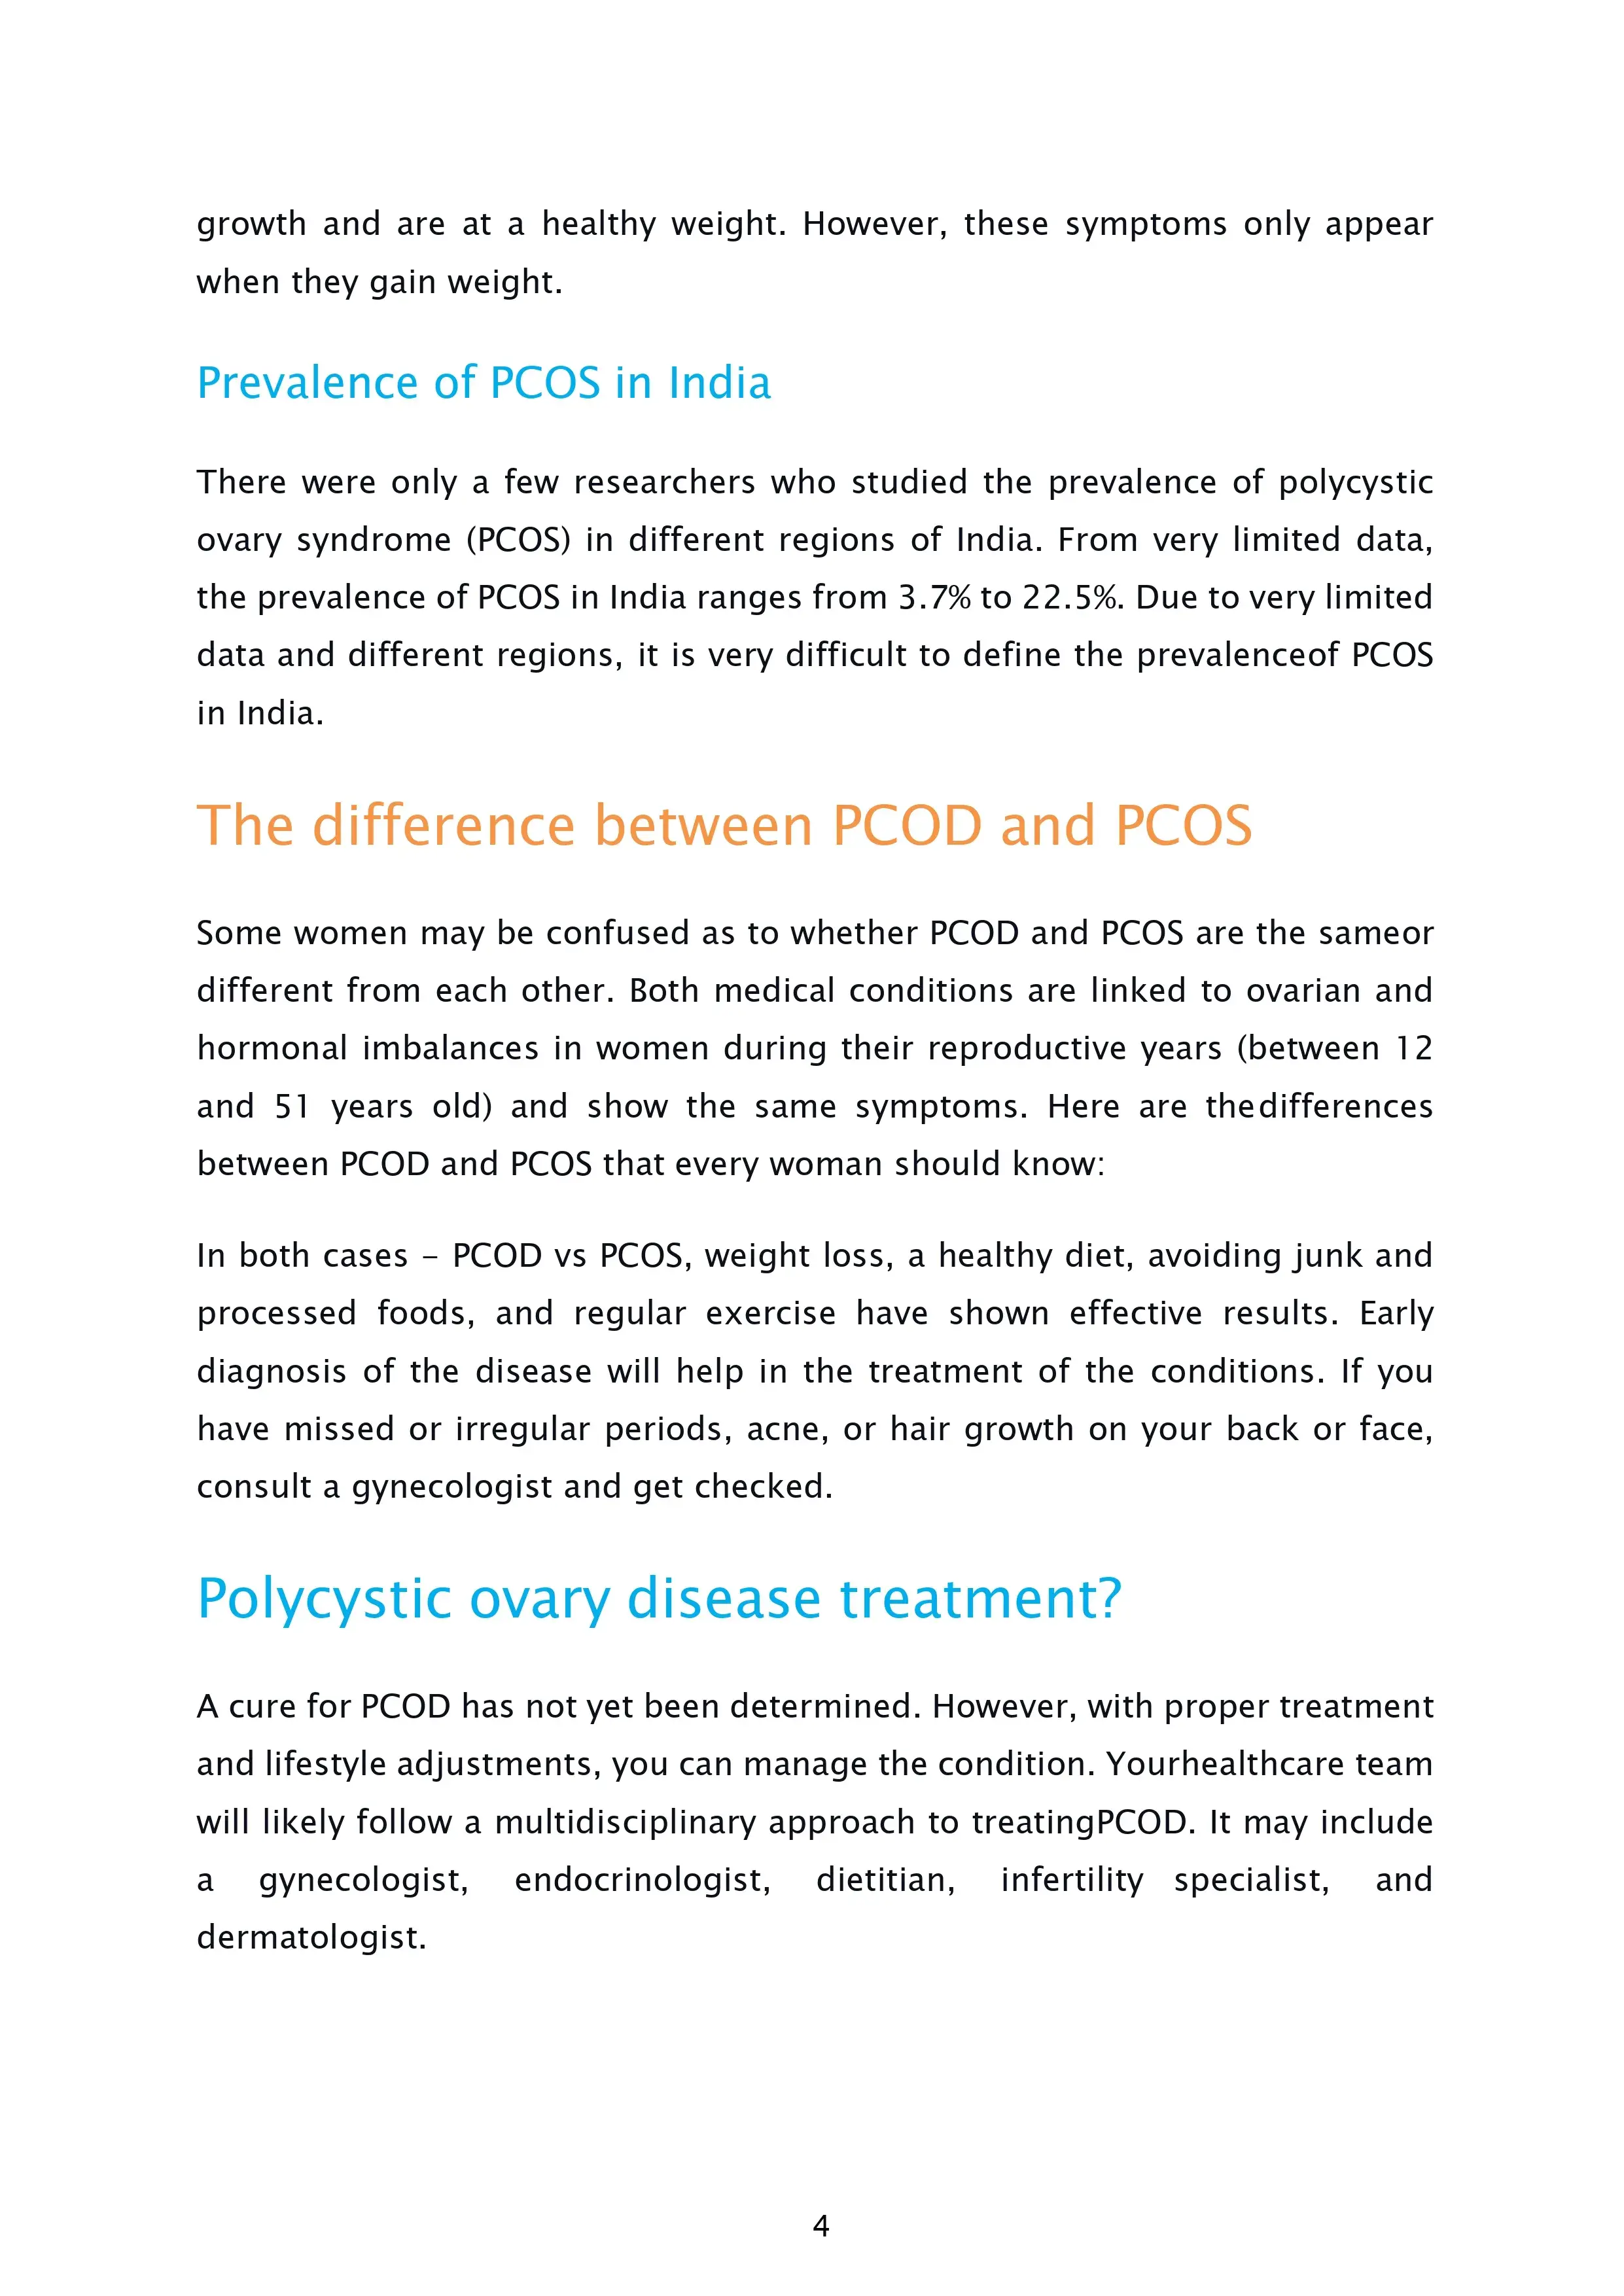 growth and are at a healthy weight. However, these symptoms only appear
when they gain weight.
Prevalence of PCOS in India
There were only a few researchers who studied the prevalence of polycystic
ovary syndrome (PCOS) in different regions of India. From very limited data,
the prevalence of PCOS in India ranges from 3.7% to 22.5%. Due to very limited
data and different regions, it is very difficult to define the prevalenceof PCOS
in India.
The difference between PCOD and PCOS
Some women may be confused as to whether PCOD and PCOS are the sameor
different from each other. Both medical conditions are linked to ovarian and
hormonal imbalances in women during their reproductive years (between 12
and 51 years old) and show the same symptoms. Here are thedifferences
between PCOD and PCOS that every woman should know:
In both cases – PCOD vs PCOS, weight loss, a healthy diet, avoiding junk and
processed foods, and regular exercise have shown effective results. Early
diagnosis of the disease will help in the treatment of the conditions. If you
have missed or irregular periods, acne, or hair growth on your back or face,
consult a gynecologist and get checked.
Polycystic ovary disease treatment?
A cure for PCOD has not yet been determined. However, with proper treatment
and lifestyle adjustments, you can manage the condition. Yourhealthcare team
will likely follow a multidisciplinary approach to treatingPCOD. It may include
a gynecologist, endocrinologist, dietitian, infertility specialist, and
dermatologist.
4